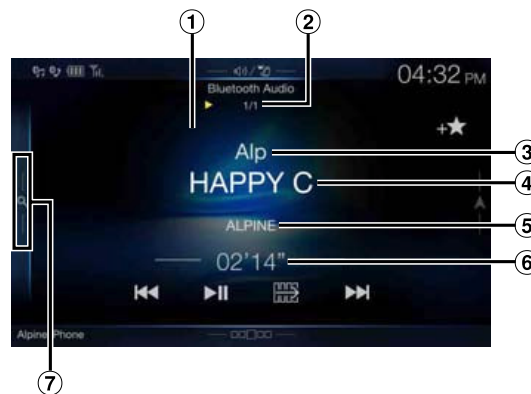 1
2
04:32 PM
Bluetooth Audio
1/1
+★
Alp
3
HAPPY C
4
ALPINE
5
02'14"
6
Alpine Phone
7